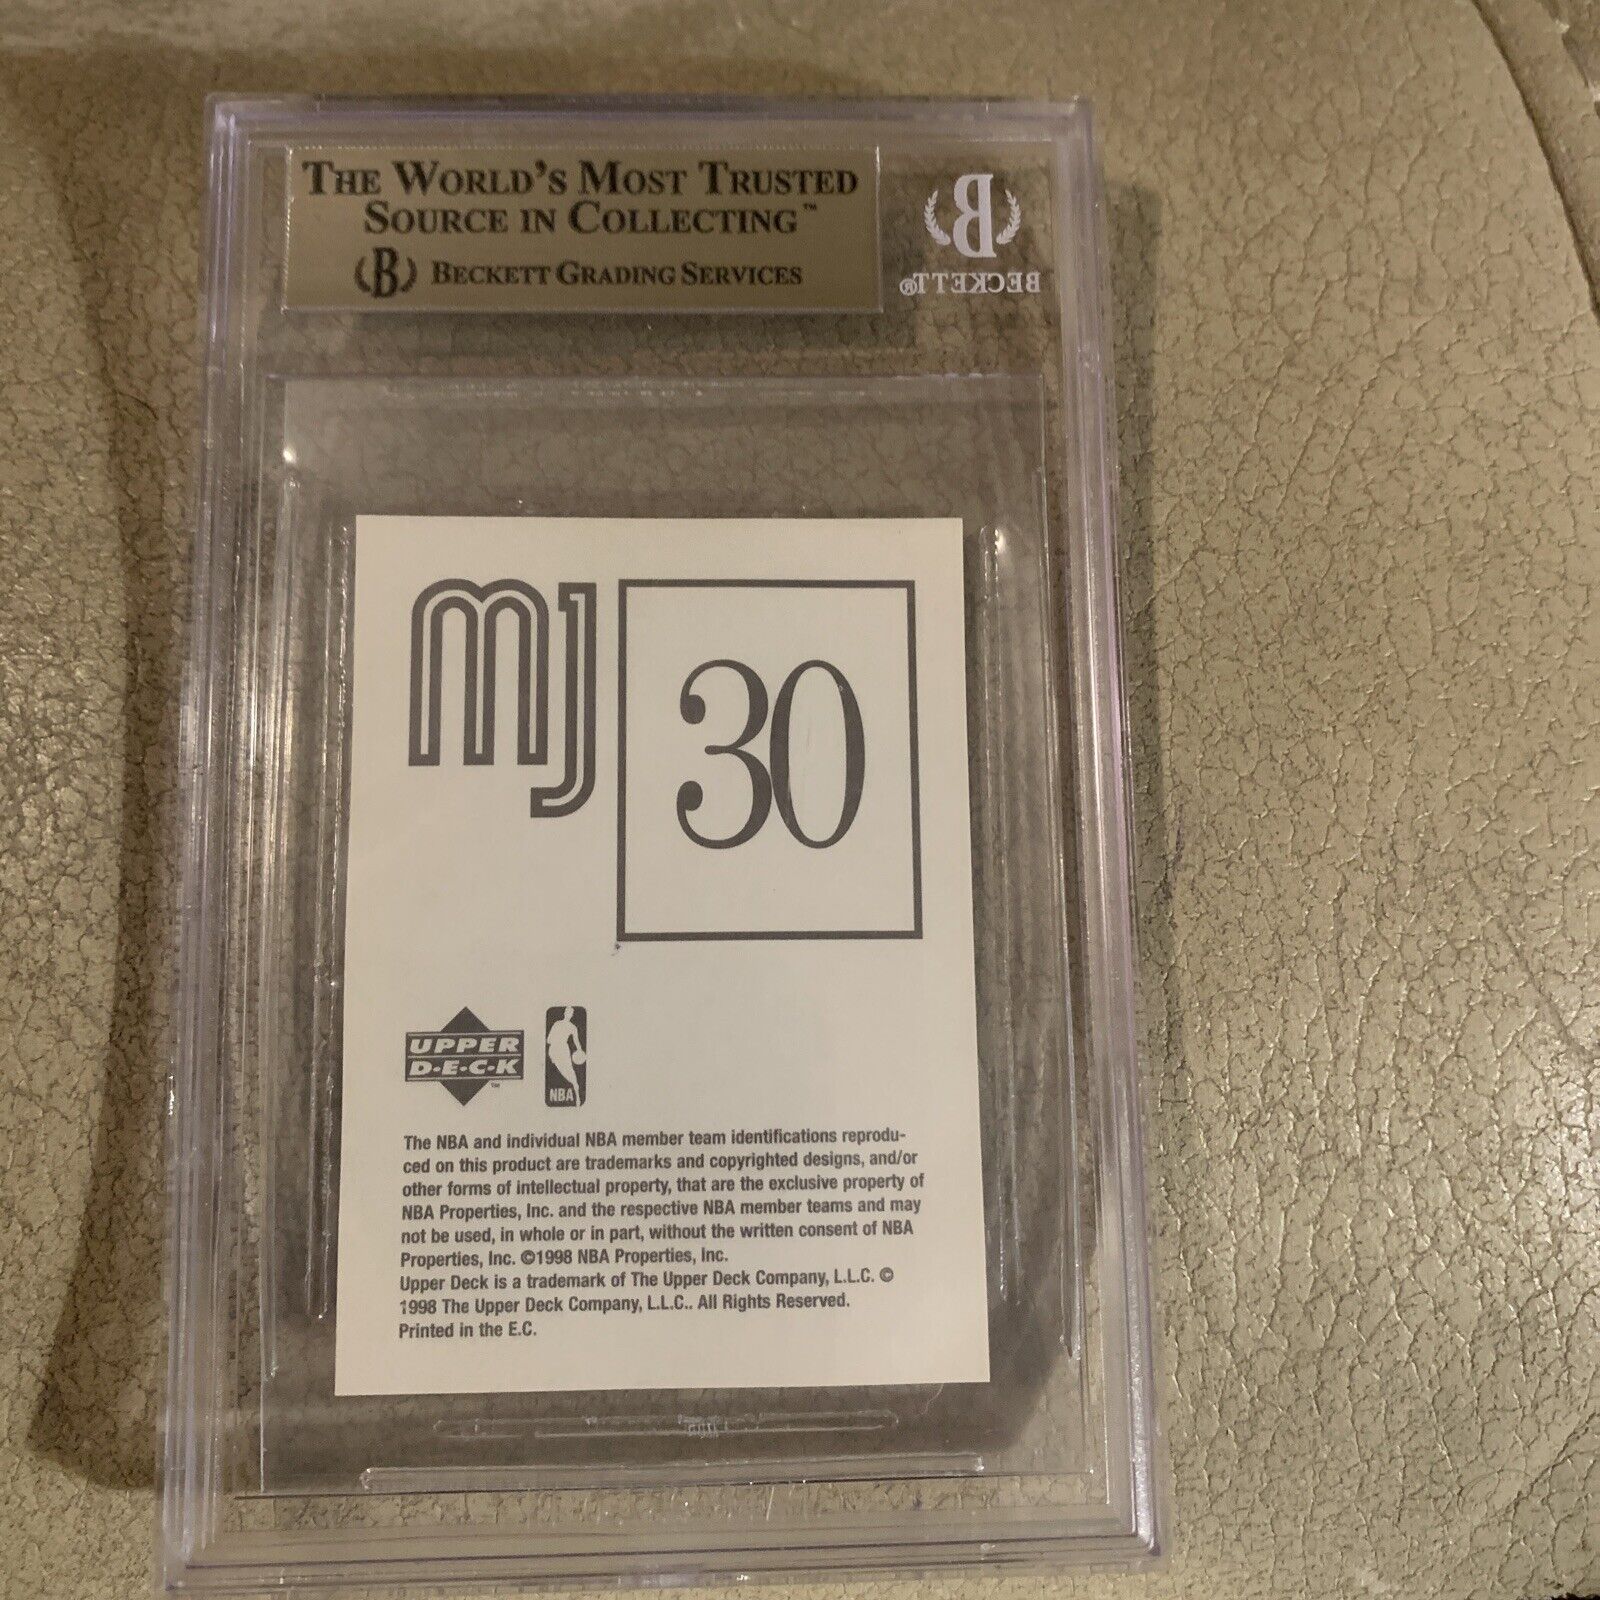 THE WORLD'S MOST TRUSTED
SOURCE IN COLLECTING™
B BECKETT GRADING SERVICES
B
BECKETT®
mj
30
UPPER
D·E·C·K
™
NBA
The NBA and individual NBA member team identifications reprodu-
ced on this product are trademarks and copyrighted designs, and/or
other forms of intellectual property, that are the exclusive property of
NBA Properties, Inc. and the respective NBA member teams and may
not be used, in whole or in part, without the written consent of NBA
Properties, Inc. ©1998 NBA Properties, Inc.
Upper Deck is a trademark of The Upper Deck Company, L.L.C. ©
1998 The Upper Deck Company, L.L.C.. All Rights Reserved.
Printed in the E.C.